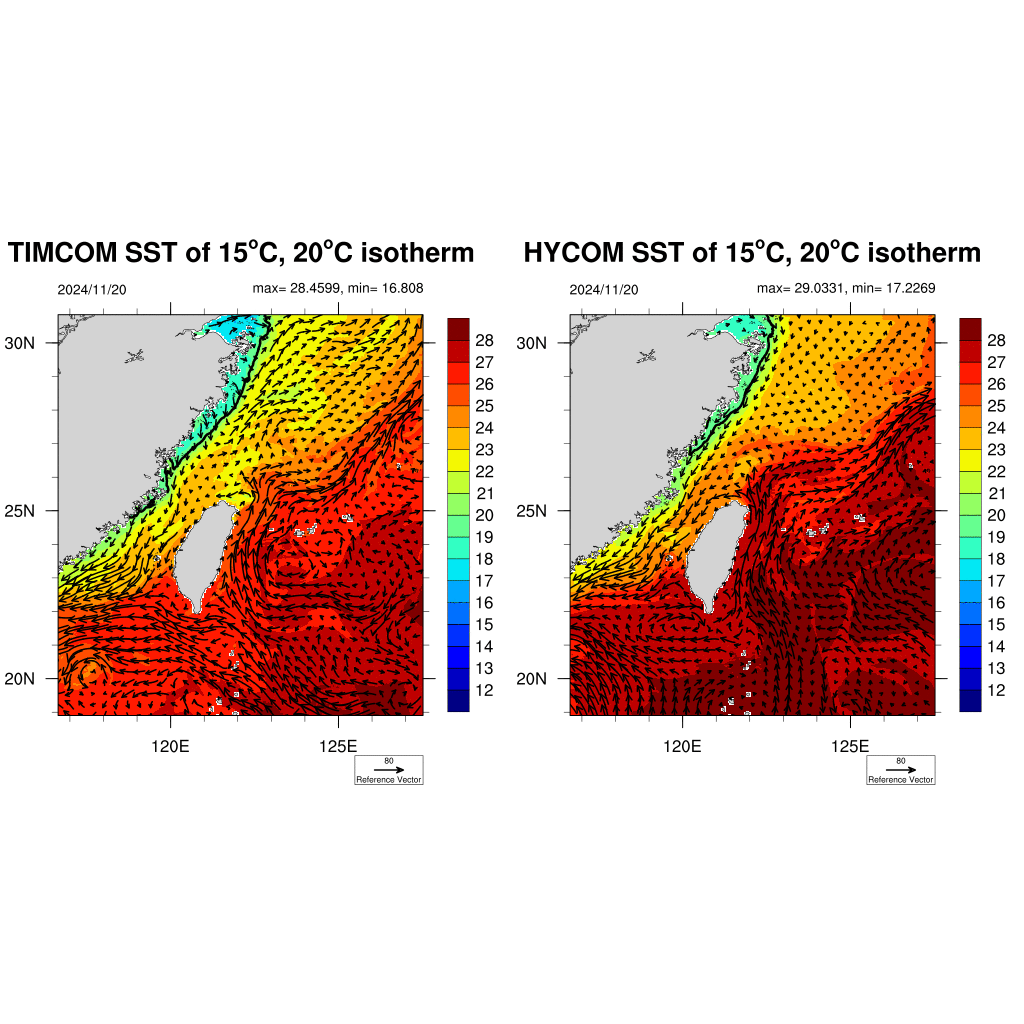 TIMCOM SST of 15°C, 20°C isotherm
2024/11/20
max= 28.4599, min= 16.808
30N
25N
20N
120E
125E
28
27
26
25
24
23
22
21
20
19
18
17
16
15
14
13
12
80
Reference Vector
HYCOM SST of 15°C, 20°C isotherm
2024/11/20
max= 29.0331, min= 17.2269
30N
25N
20N
120E
125E
28
27
26
25
24
23
22
21
20
19
18
17
16
15
14
13
12
80
Reference Vector